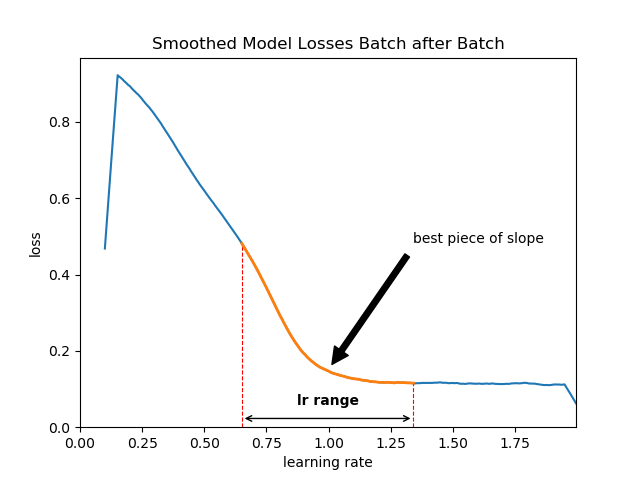 Smoothed Model Losses Batch after Batch
loss
0.8
0.6
0.4
0.2
0.0
best piece of slope
lr range
0.00 0.25 0.50 0.75 1.00 1.25 1.50 1.75
learning rate